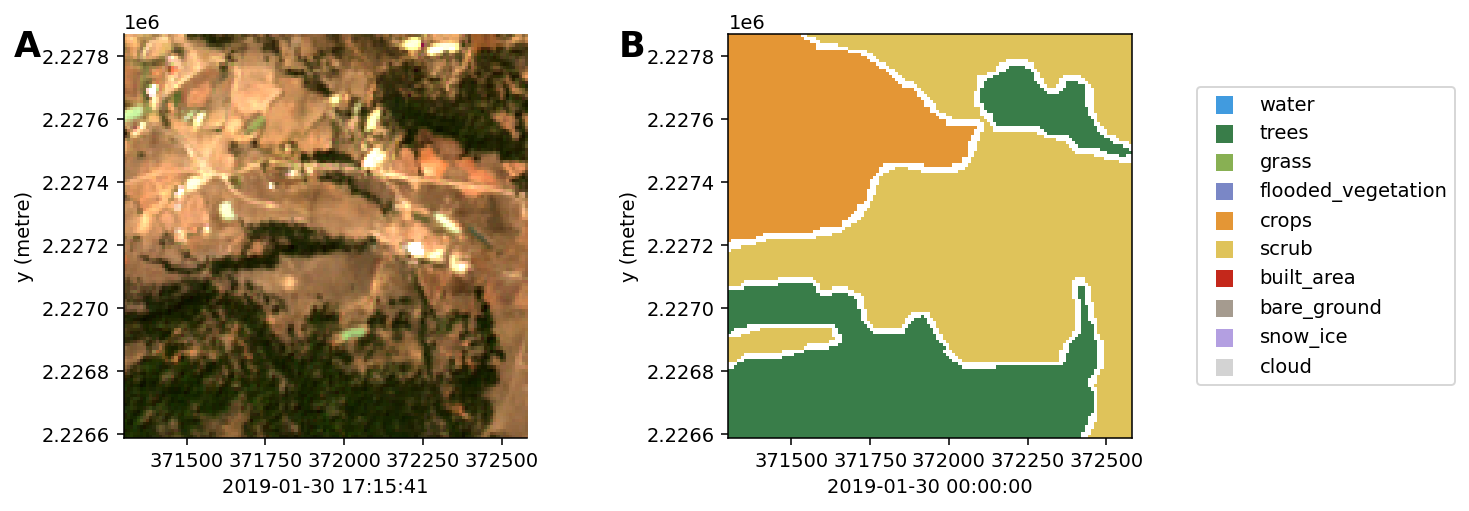 A
1e6
y (metre)
2.2278
2.2276
2.2274
2.2272
2.2270
2.2268
2.2266
371500 371750 372000 372250 372500
2019-01-30 17:15:41
B
1e6
y (metre)
2.2278
2.2276
2.2274
2.2272
2.2270
2.2268
2.2266
371500 371750 372000 372250 372500
2019-01-30 00:00:00
water
trees
grass
flooded_vegetation
crops
scrub
built_area
bare_ground
snow_ice
cloud